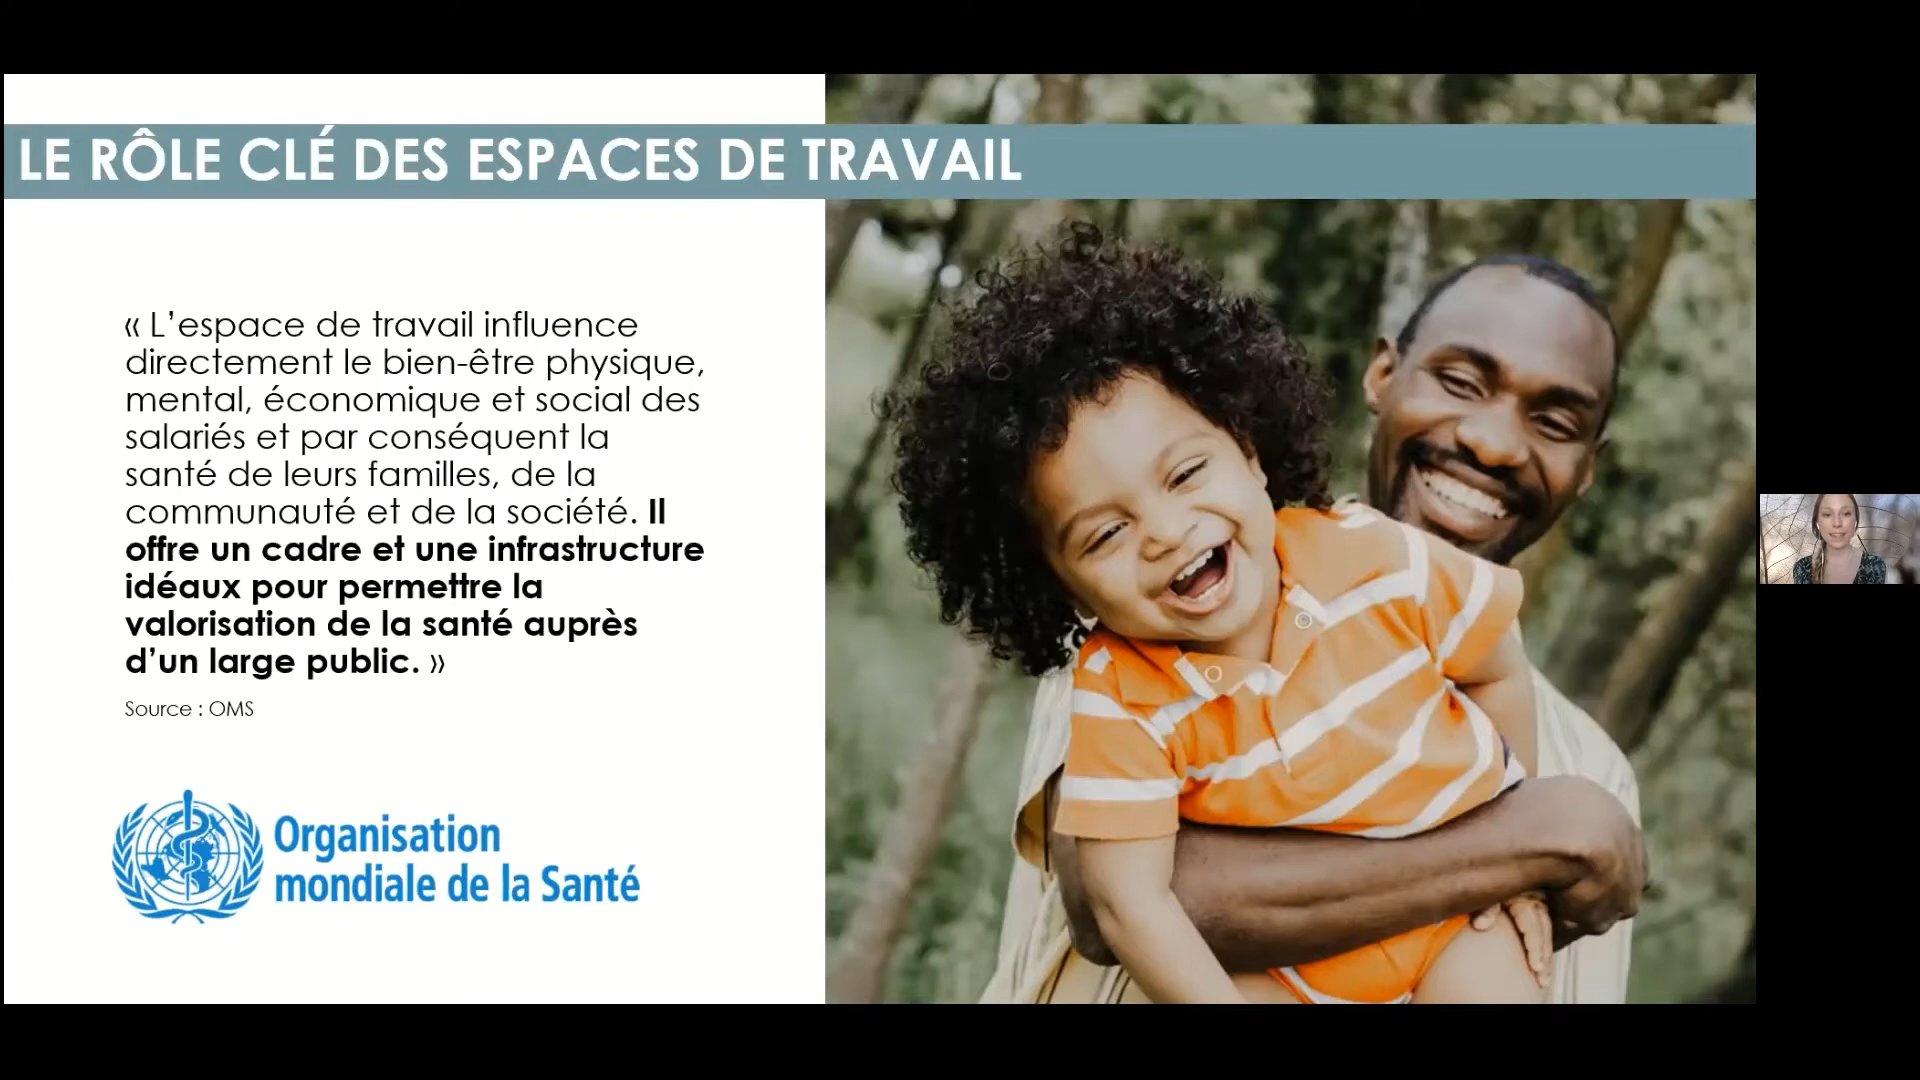 LE RÔLE CLÉ DES ESPACES DE TRAVAIL
« L’espace de travail influence
directement le bien-être physique,
mental, économique et social des
salariés et par conséquent la
santé de leurs familles, de la
communauté et de la société. Il
offre un cadre et une infrastructure
idéaux pour permettre la
valorisation de la santé auprès
d’un large public. »
Source : OMS
Organisation
mondiale de la Santé